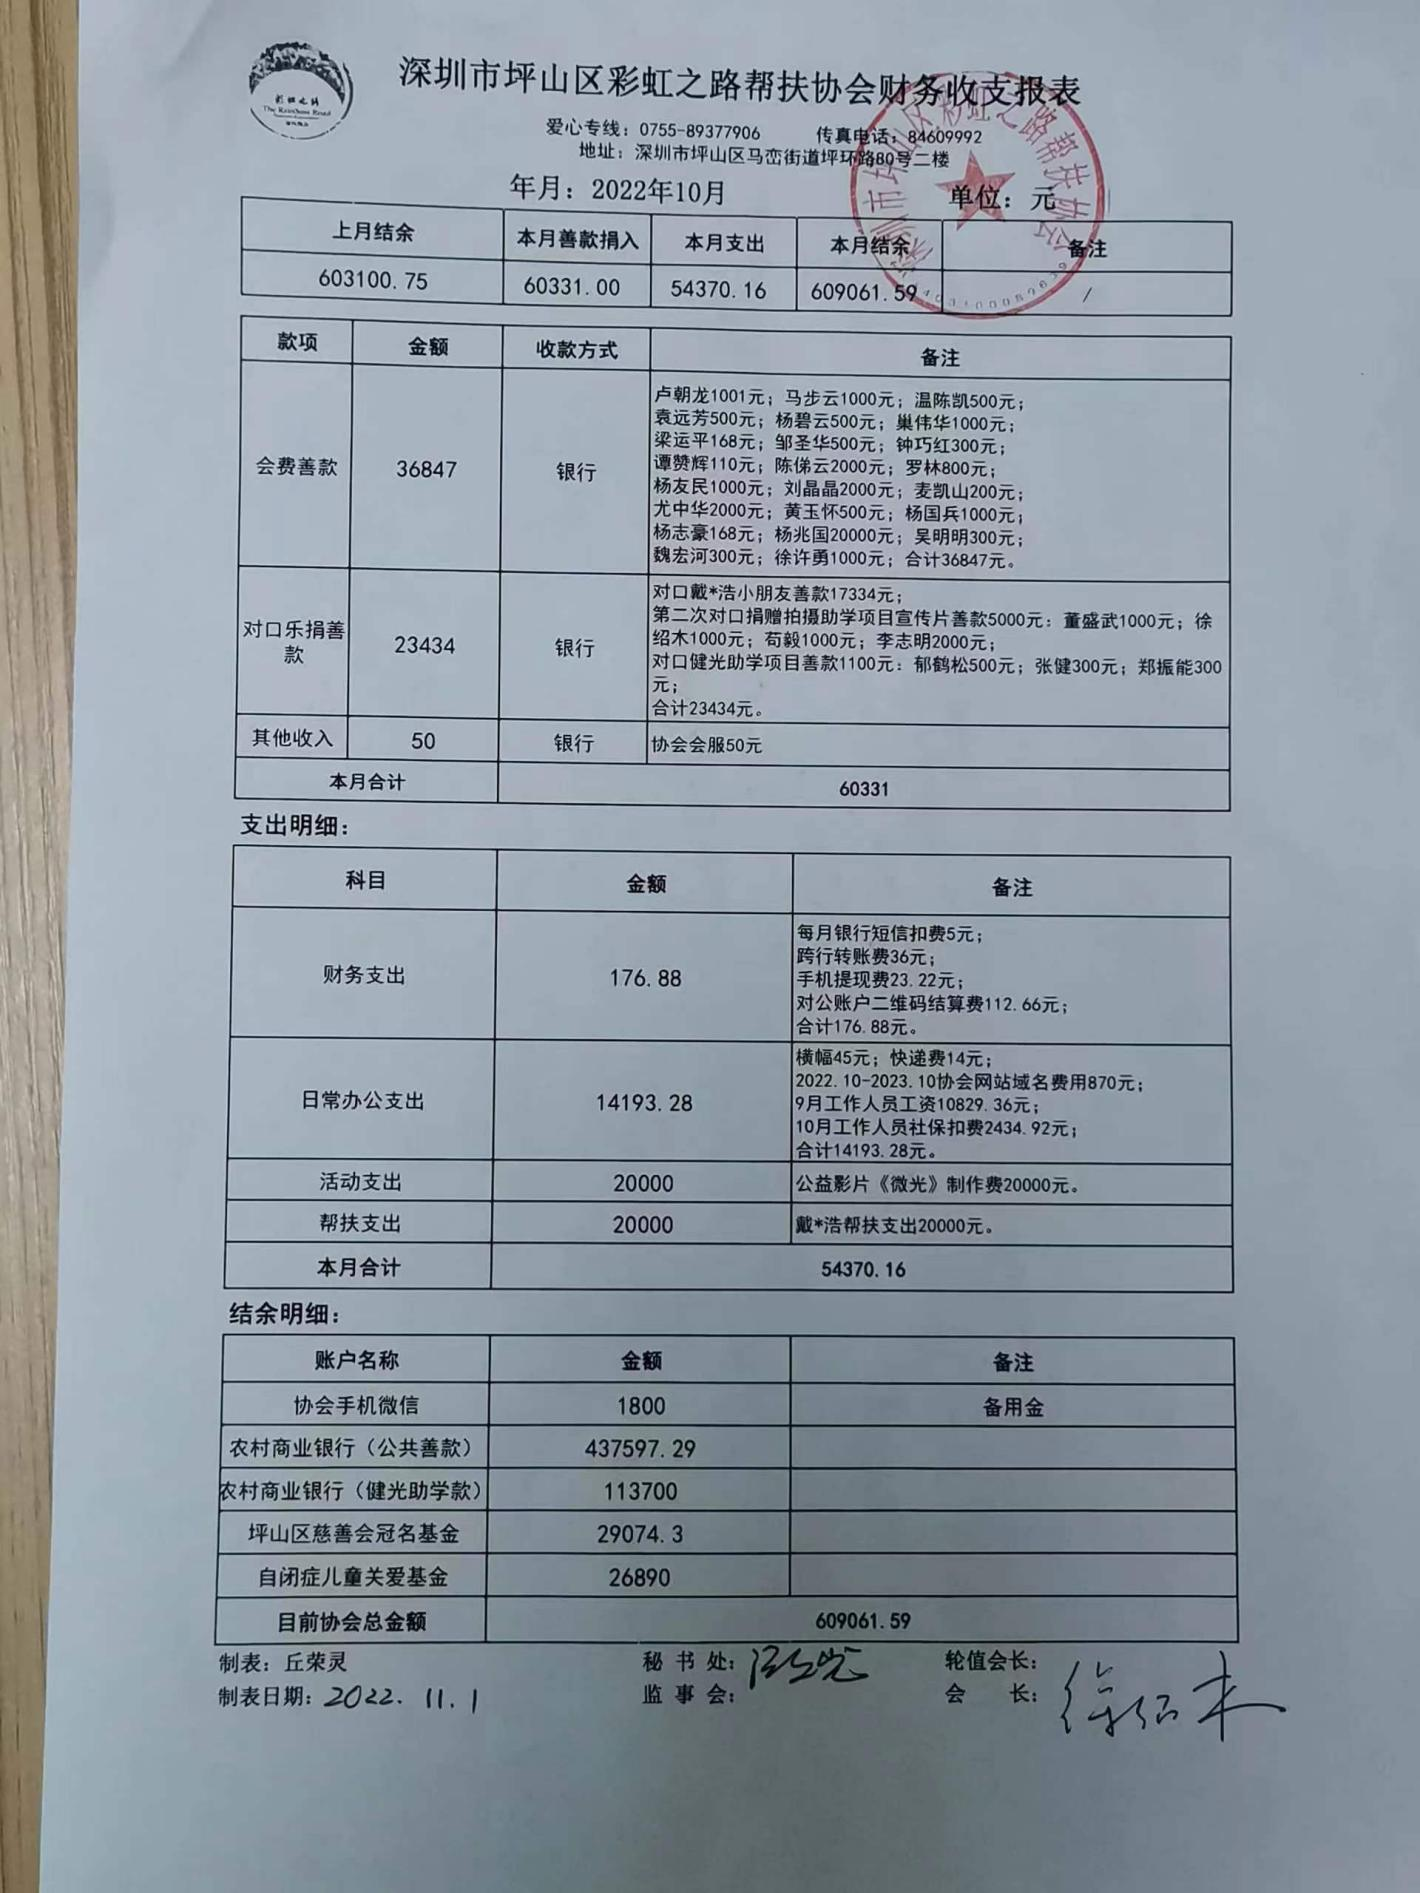 彩虹之路
The Rainbow Road
深圳市坪山区彩虹之路帮扶协会财务收支报表
爱心专线：0755-89377906 传真电话：84609992
地址：深圳市坪山区马峦街道坪环路80号二楼
年月：2022年10月 单位：元
深圳市坪山区彩虹之路帮扶协会
上月结余 本月善款捐入 本月支出 本月结余 备注
603100.75 60331.00 54370.16 609061.59 /
款项 金额 收款方式 备注
会费善款 36847 银行
卢朝龙1001元；马步云1000元；温陈凯500元；
袁远芳500元；杨碧云500元；巢伟华1000元；
梁运平168元；邹圣华500元；钟巧红300元；
谭赞辉110元；陈俤云2000元；罗林800元；
杨友民1000元；刘晶晶2000元；麦凯山200元；
尤中华2000元；黄玉怀500元；杨国兵1000元；
杨志豪168元；杨兆国20000元；吴明明300元；
魏宏河300元；徐许勇1000元；合计36847元。
对口乐捐善
款
23434 银行
对口戴*浩小朋友善款17334元；
第二次对口捐赠拍摄助学项目宣传片善款5000元：董盛武1000元；徐
绍木1000元；荀毅1000元；李志明2000元；
对口健光助学项目善款1100元：郁鹤松500元；张健300元；郑振能300
元；
合计23434元。
其他收入 50 银行 协会会服50元
本月合计 60331
支出明细：
科目 金额 备注
财务支出 176.88
每月银行短信扣费5元；
跨行转账费36元；
手机提现费23.22元；
对公账户二维码结算费112.66元；
合计176.88元。
日常办公支出 14193.28
横幅45元；快递费14元；
2022.10-2023.10协会网站域名费用870元；
9月工作人员工资10829.36元；
10月工作人员社保扣费2434.92元；
合计14193.28元。
活动支出 20000 公益影片《微光》制作费20000元。
帮扶支出 20000 戴*浩帮扶支出20000元。
本月合计 54370.16
结余明细：
账户名称 金额 备注
协会手机微信 1800 备用金
农村商业银行（公共善款） 437597.29
农村商业银行（健光助学款） 113700
坪山区慈善会冠名基金 29074.3
自闭症儿童关爱基金 26890
目前协会总金额 609061.59
制表：丘荣灵 秘书处： 轮值会长：
制表日期：2022.11.1 监事会： 会长：徐绍木